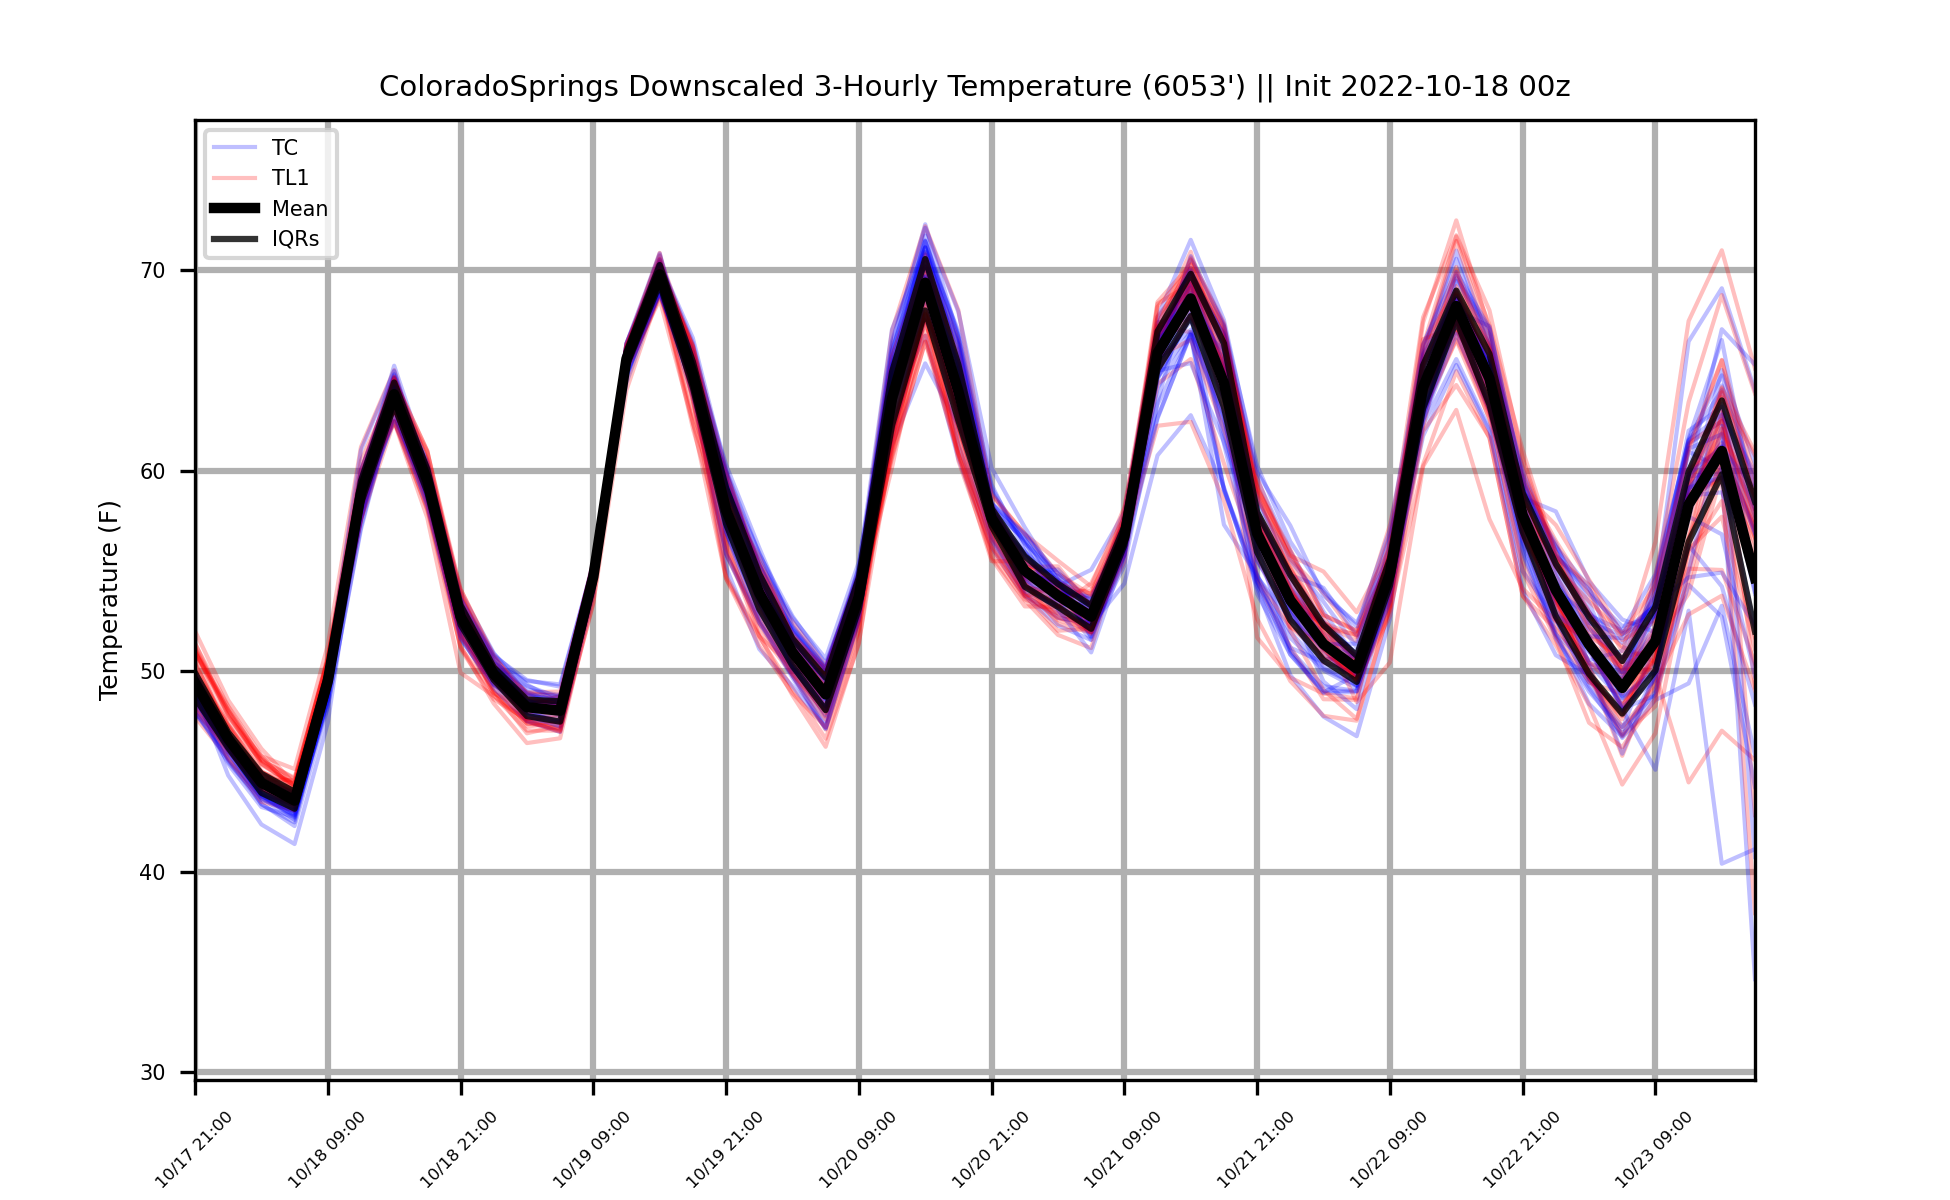 ColoradoSprings Downscaled 3-Hourly Temperature (6053') || Init 2022-10-18 00z
TC
TL1
Mean
IQRs
Temperature (F)
70
60
50
40
30
10/17 21:00
10/18 09:00
10/18 21:00
10/19 09:00
10/19 21:00
10/20 09:00
10/20 21:00
10/21 09:00
10/21 21:00
10/22 09:00
10/22 21:00
10/23 09:00